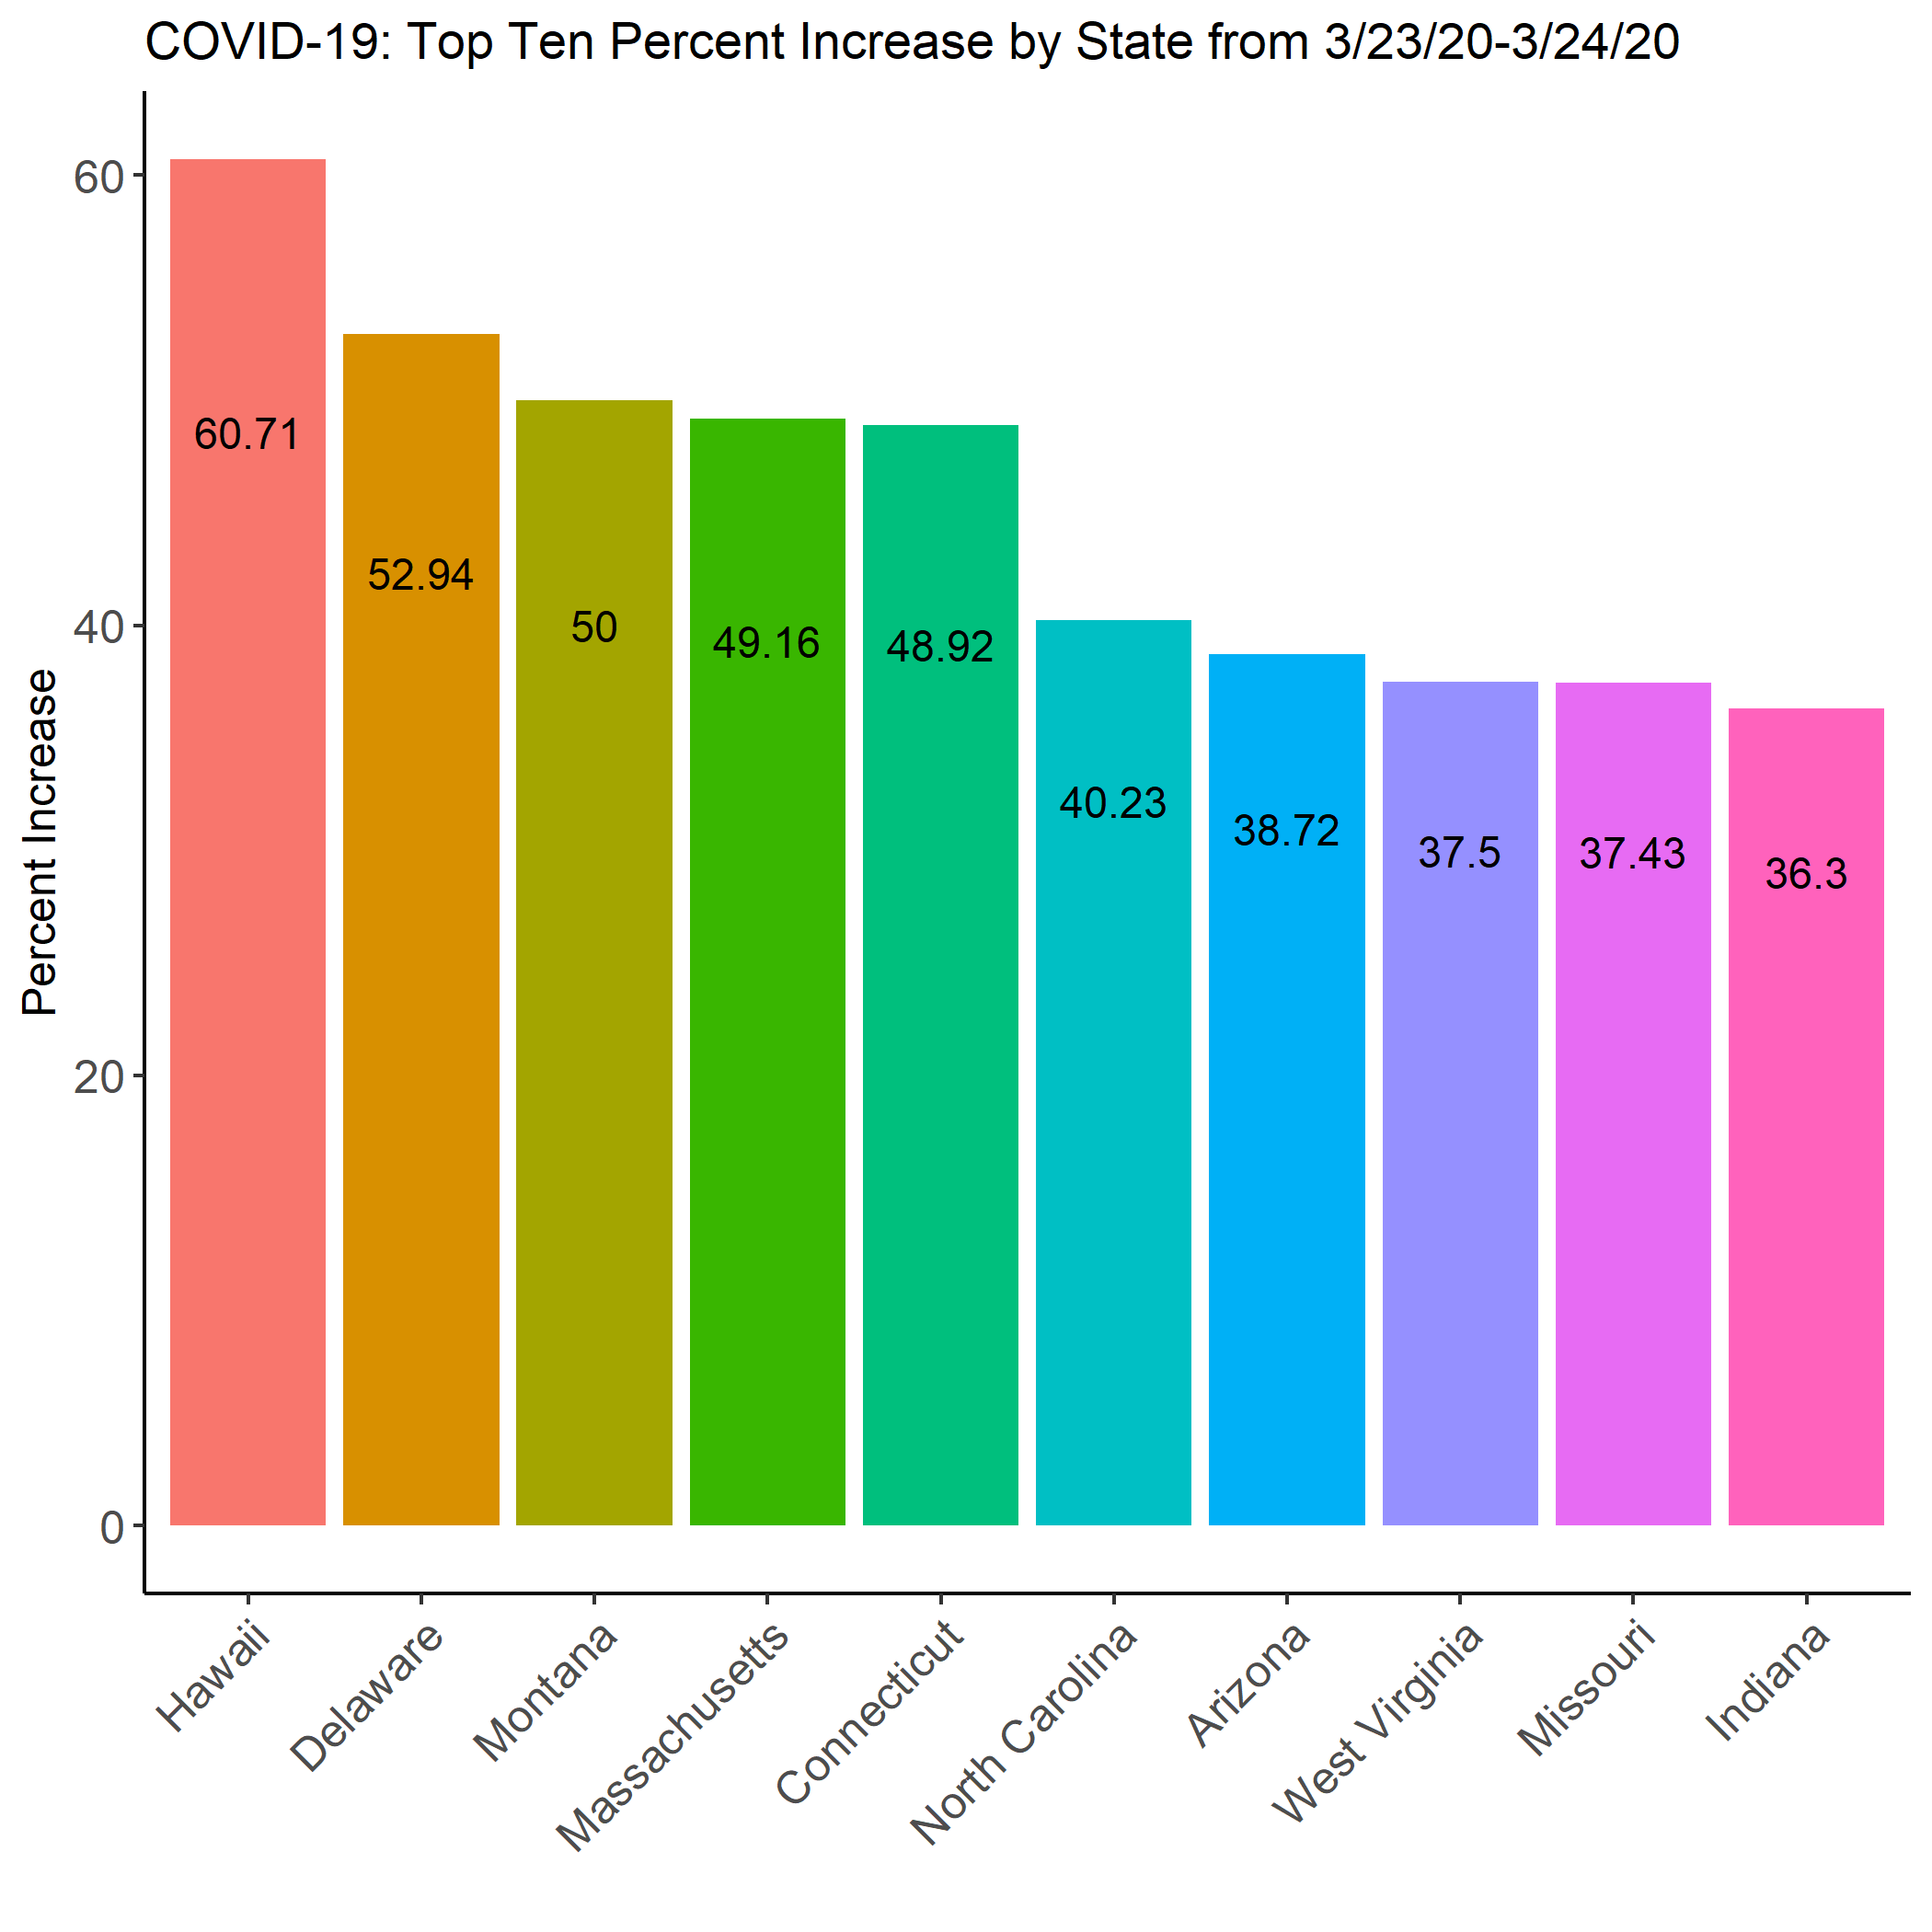 COVID-19: Top Ten Percent Increase by State from 3/23/20-3/24/20
Percent Increase
60
40
20
0
60.71
52.94
50
49.16
48.92
40.23
38.72
37.5
37.43
36.3
Hawaii
Delaware
Montana
Massachusetts
Connecticut
North Carolina
Arizona
West Virginia
Missouri
Indiana